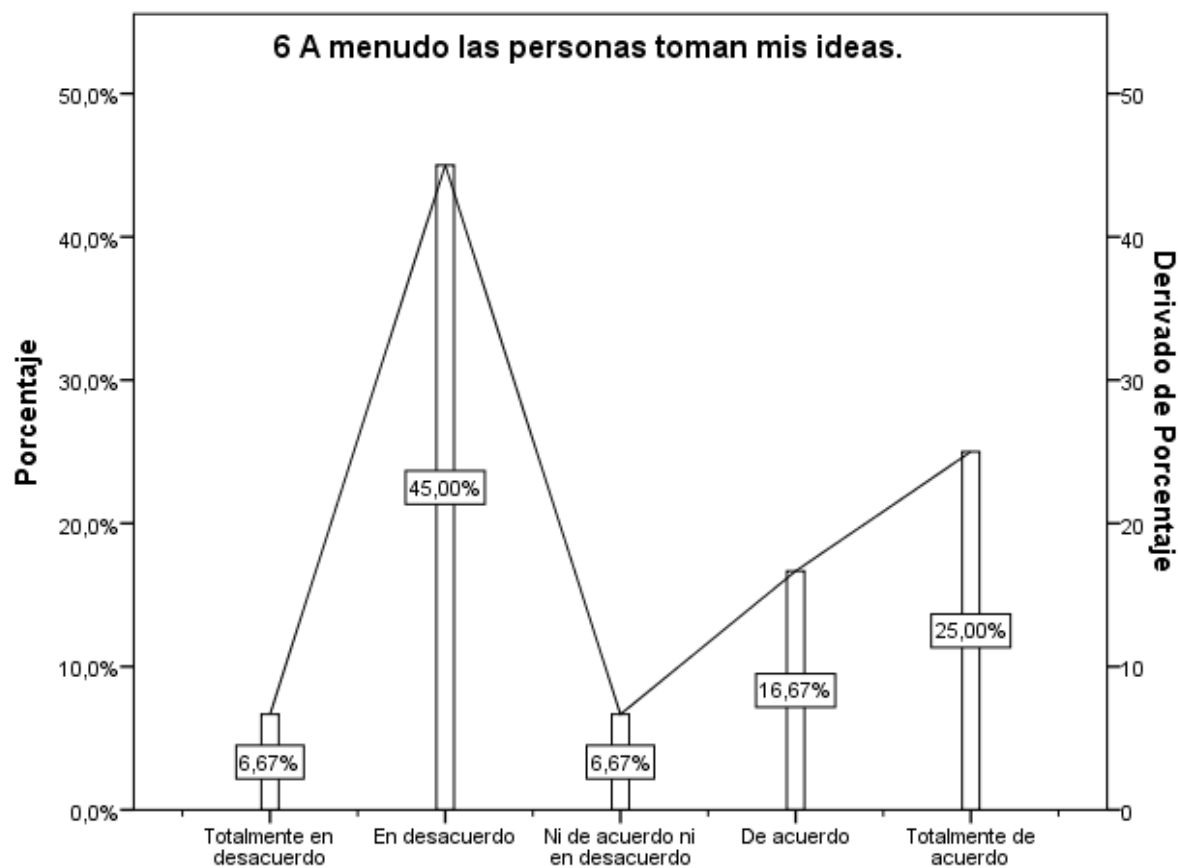 6 A menudo las personas toman mis ideas.
Porcentaje
50,0%
40,0%
30,0%
20,0%
10,0%
0,0%
50
40
30
20
10
0
Derivado de Porcentaje
6,67%
45,00%
6,67%
16,67%
25,00%
Totalmente en
desacuerdo
En desacuerdo
Ni de acuerdo ni
en desacuerdo
De acuerdo
Totalmente de
acuerdo